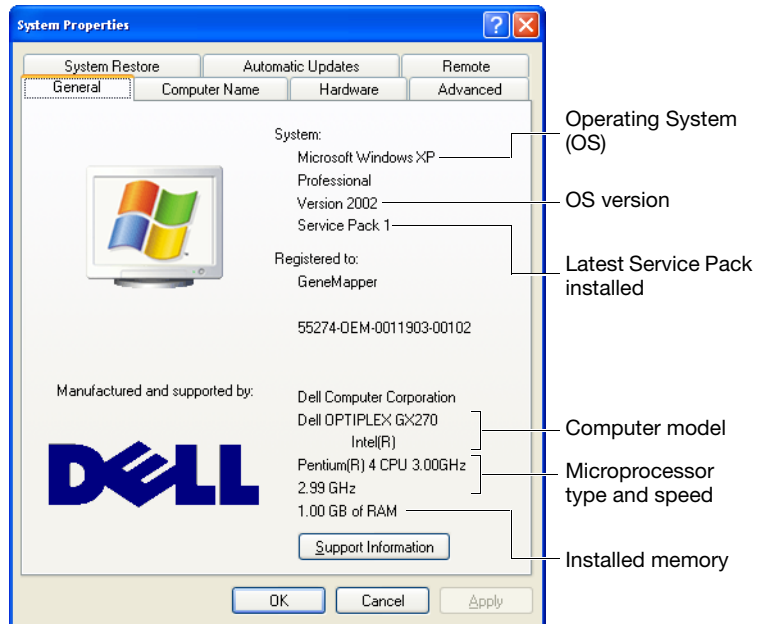 System Properties
?
X
System Restore
Automatic Updates
Remote
General
Computer Name
Hardware
Advanced
System:
Microsoft Windows XP
Professional
Version 2002
Service Pack 1
Registered to:
GeneMapper
55274-OEM-0011903-00102
Manufactured and supported by:
DELL
Dell Computer Corporation
Dell OPTIPLEX GX270
Intel(R)
Pentium(R) 4 CPU 3.00GHz
2.99 GHz
1.00 GB of RAM
Support Information
OK
Cancel
Apply
Operating System
(OS)
OS version
Latest Service Pack
installed
Computer model
Microprocessor
type and speed
Installed memory